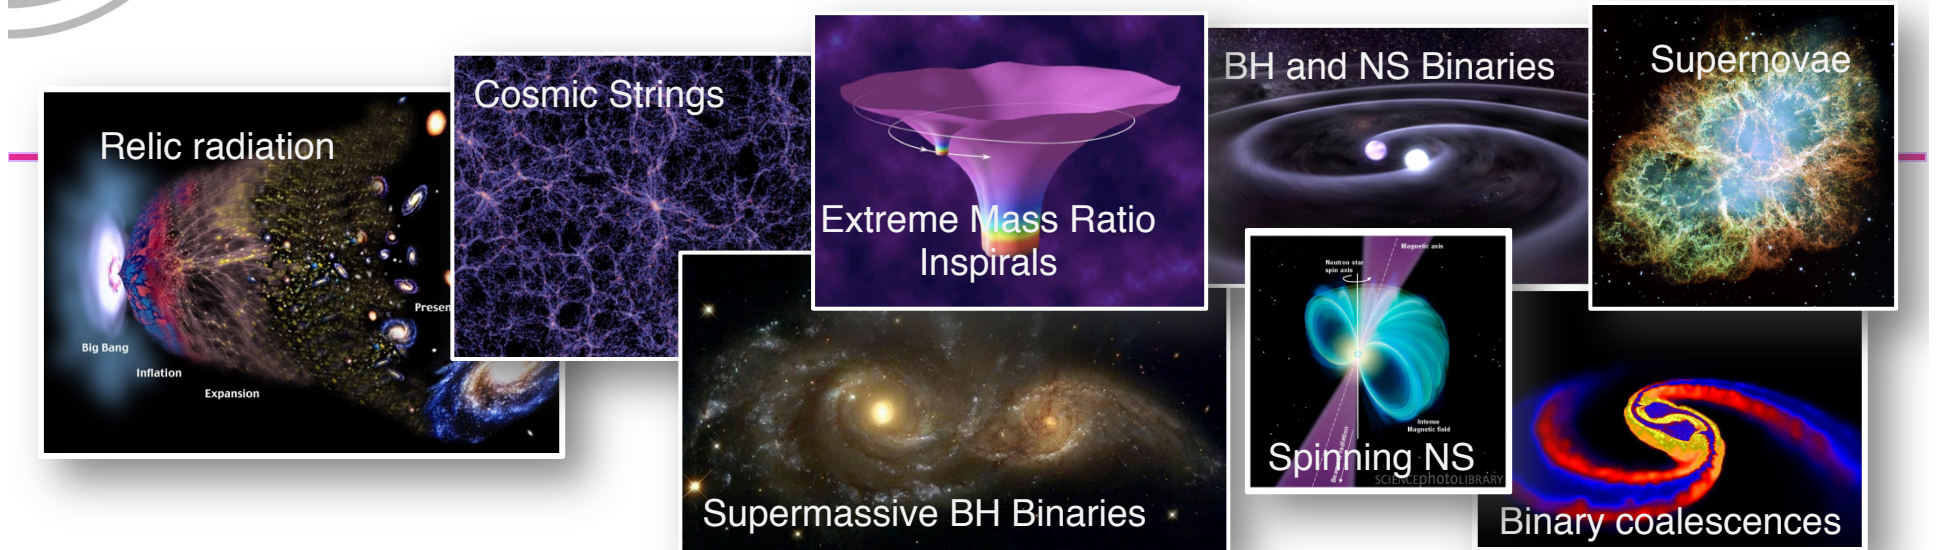 Relic radiation
Big Bang
Inflation
Expansion
Presen
Cosmic Strings
Extreme Mass Ratio
Inspirals
Supermassive BH Binaries
BH and NS Binaries
Magnetic axis
Neutron star
spin axis
Intense
Magnetic field
Spinning NS
SCIENCEphotoLIBRARY
Supernovae
Binary coalescences